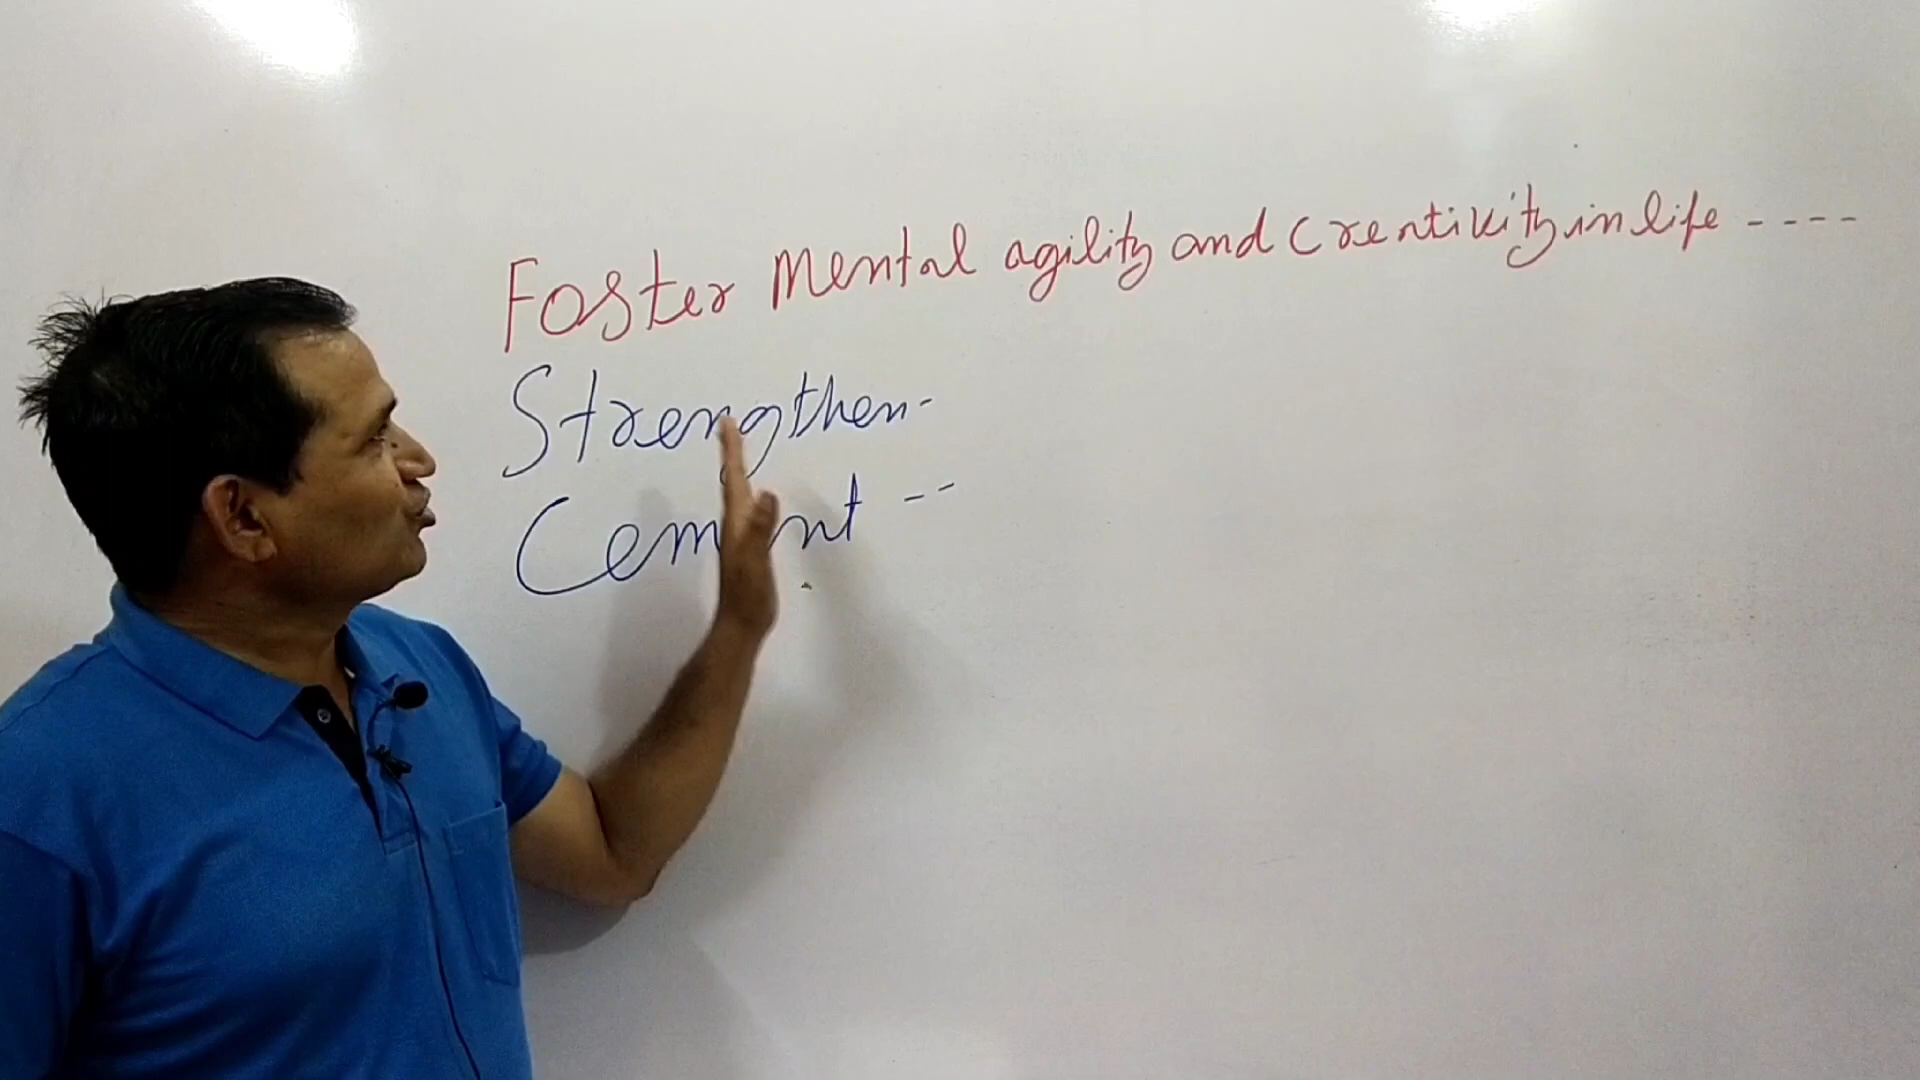 Foster mental agility and creativity in life ----
Strengthen-
Cement --